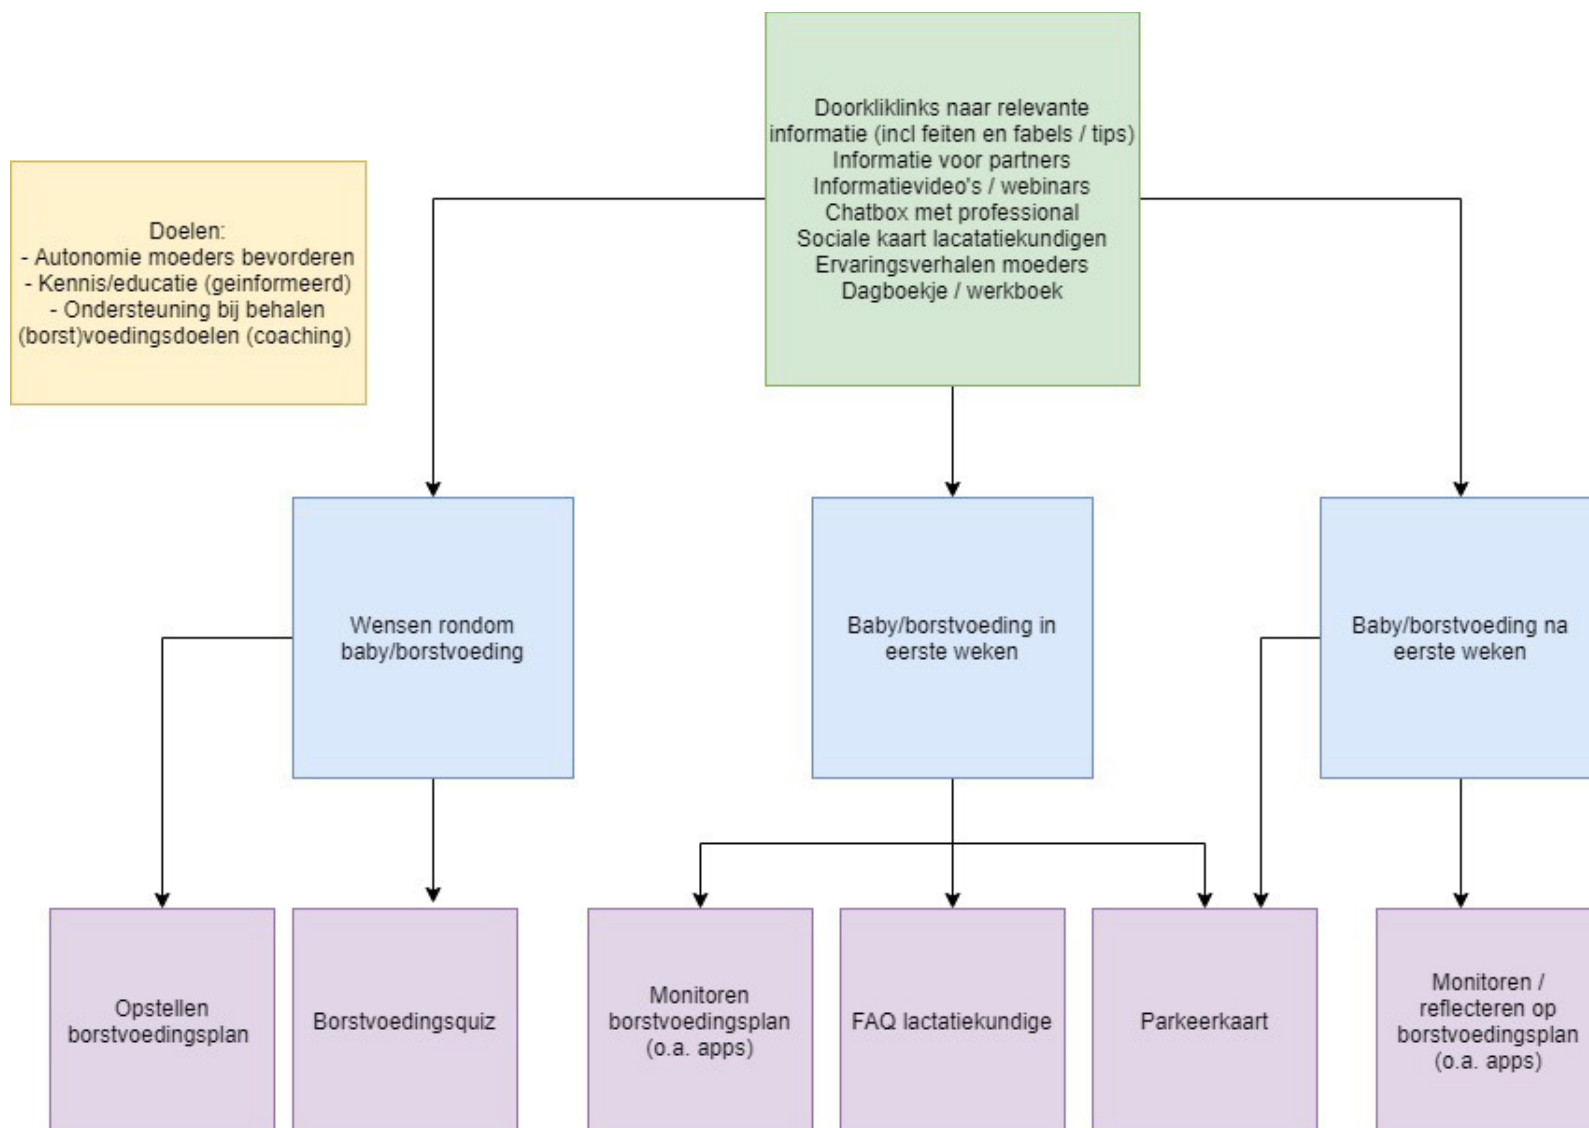 Doorkliklinks naar relevante
informatie (incl feiten en fabels / tips)
Informatie voor partners
Informatievideo's / webinars
Chatbox met professional
Sociale kaart lacatatiekundigen
Ervaringsverhalen moeders
Dagboekje / werkboek
Doelen:
- Autonomie moeders bevorderen
- Kennis/educatie (geinformeerd)
- Ondersteuning bij behalen
(borst)voedingsdoelen (coaching)
Wensen rondom
baby/borstvoeding
Baby/borstvoeding in
eerste weken
Baby/borstvoeding na
eerste weken
Opstellen
borstvoedingsplan
Borstvoedingsquiz
Monitoren
borstvoedingsplan
(o.a. apps)
FAQ lactatiekundige
Parkeerkaart
Monitoren /
reflecteren op
borstvoedingsplan
(o.a. apps)